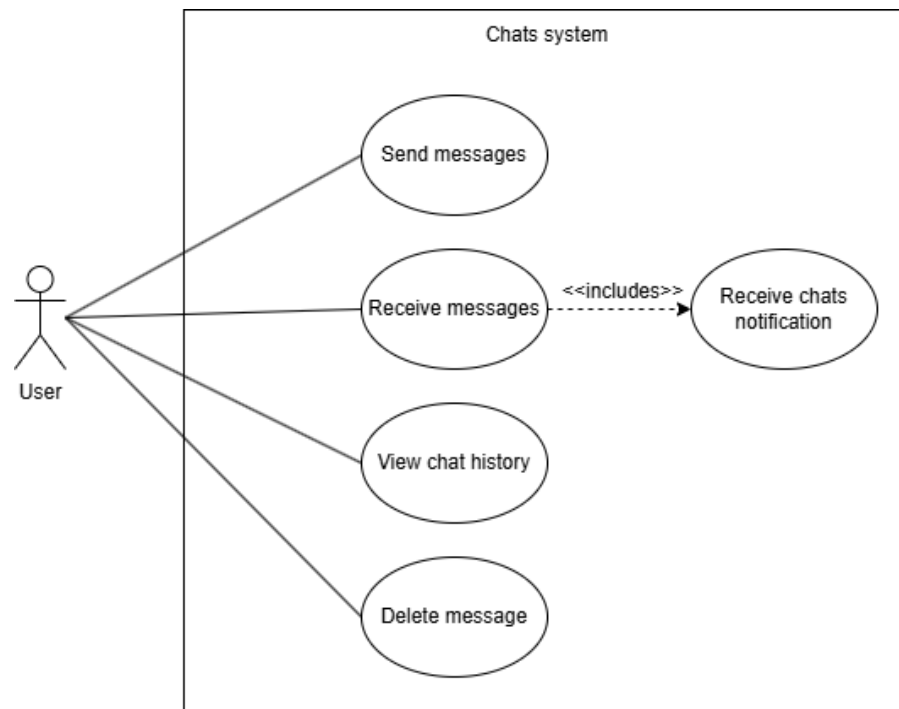 Chats system
Send messages
Receive messages
<<includes>>
Receive chats
notification
User
View chat history
Delete message